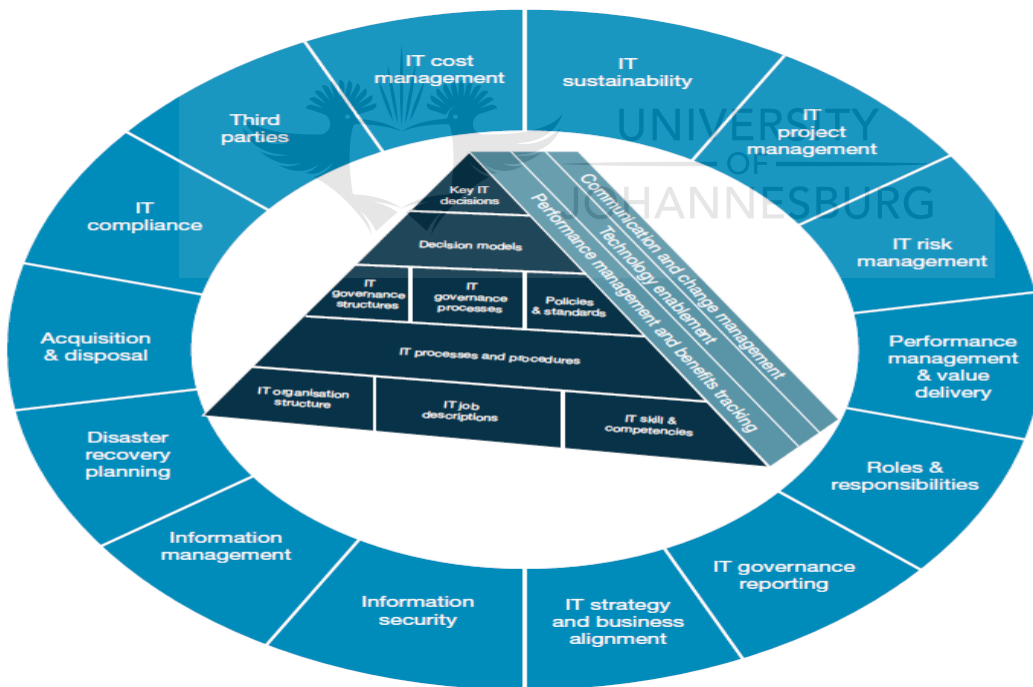 IT cost
management
IT
sustainability
IT
project
management
IT risk
management
Performance
management
& value
delivery
Roles &
responsibilities
IT governance
reporting
IT strategy
and business
alignment
Information
security
Information
management
Disaster
recovery
planning
Acquisition
& disposal
IT
compliance
Third
parties
UNIVERSITY
OF
JOHANNESBURG
Key IT
decisions
Decision models
IT
governance
structures
IT
governance
processes
Policies
& standards
IT processes and procedures
IT organisation
structure
IT job
descriptions
IT skill &
competencies
Performance management and benefits tracking
Technology enablement
Communication and change management